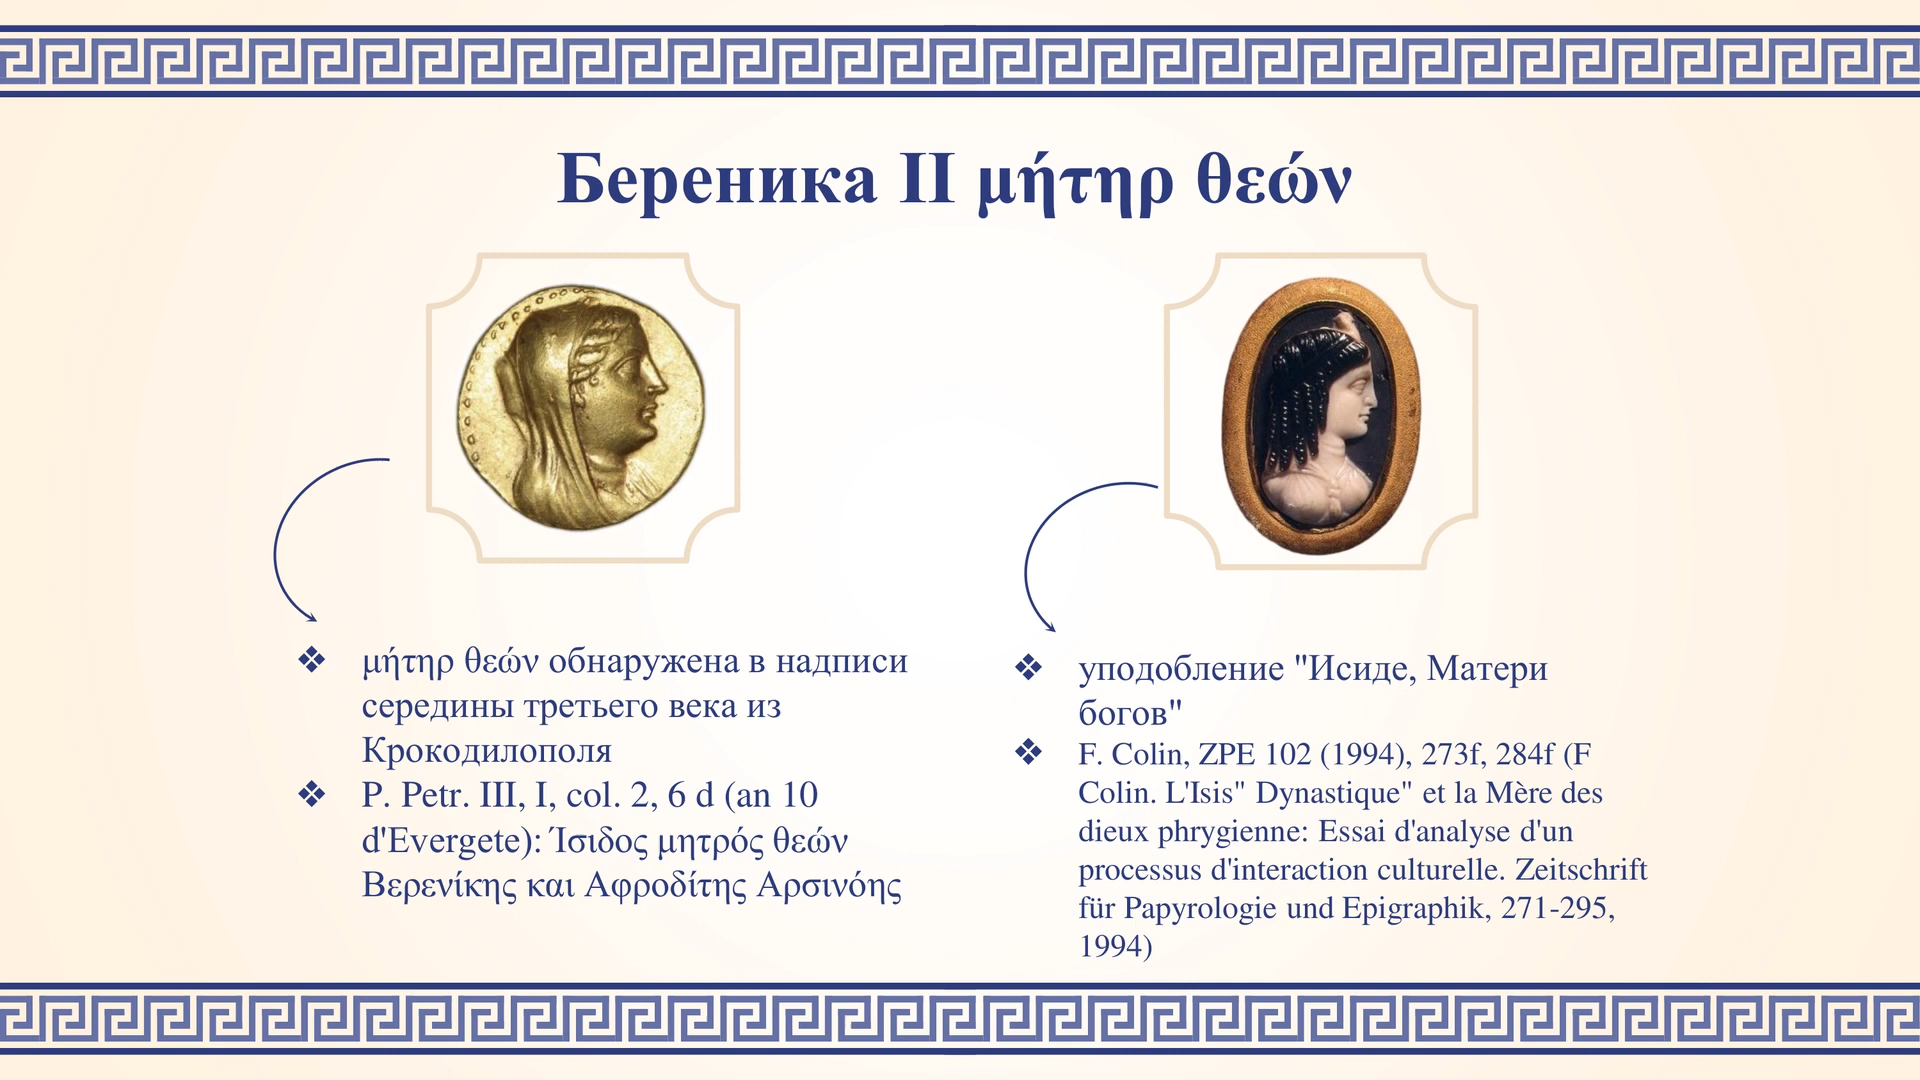 Береника II μήτηρ θεών
❖ μήτηρ θεών обнаружена в надписи
середины третьего века из
Крокодилополя
❖ P. Petr. III, I, col. 2, 6 d (an 10
d'Evergete): Ίσιδος μητρός θεών
Βερενίκης και Αφροδίτης Αρσινόης
❖ уподобление "Исиде, Матери
богов"
❖ F. Colin, ZPE 102 (1994), 273f, 284f (F
Colin. L'Isis" Dynastique" et la Mère des
dieux phrygienne: Essai d'analyse d'un
processus d'interaction culturelle. Zeitschrift
für Papyrologie und Epigraphik, 271-295,
1994)